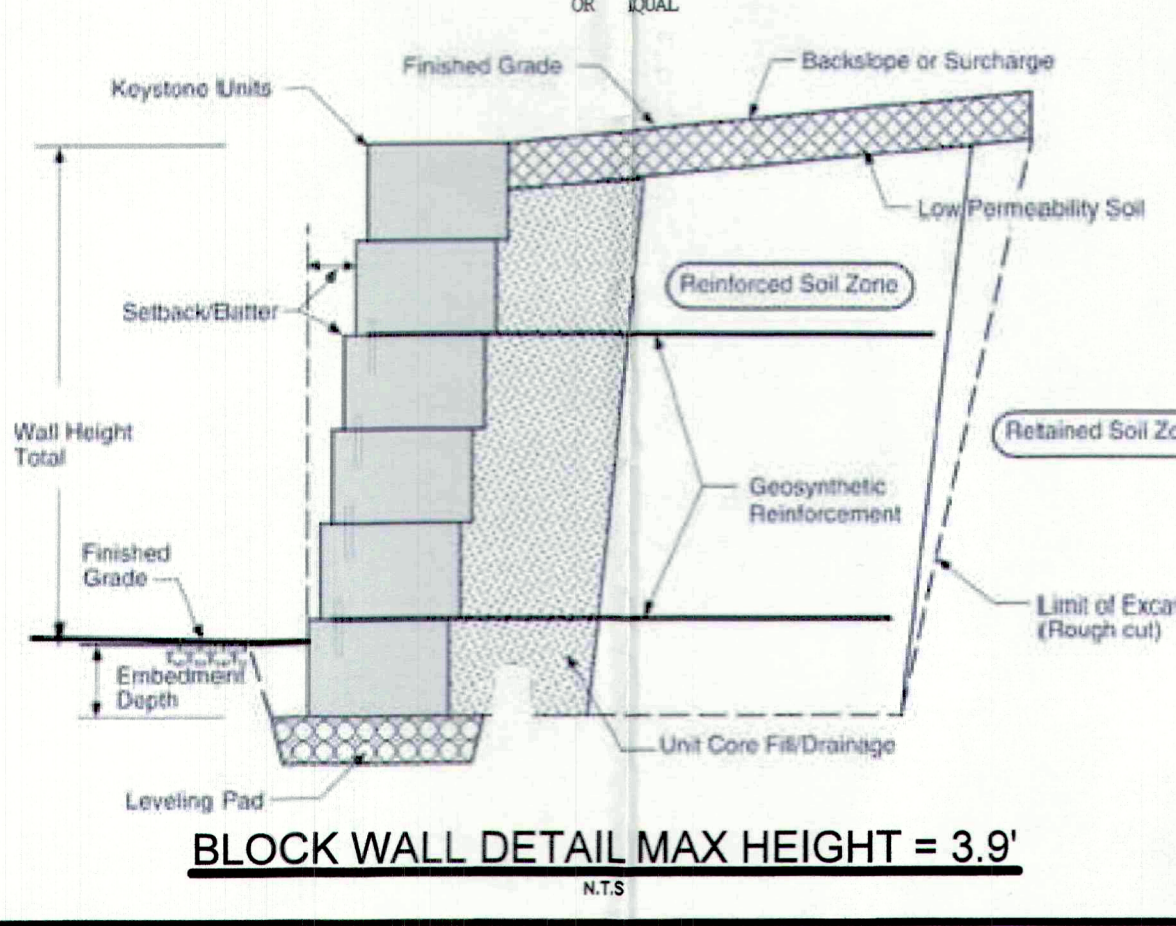 OR EQUAL
Finished Grade
Backslope or Surcharge
Keystone Units
Low Permeability Soil
Reinforced Soil Zone
Setback/Batter
Wall Height
Total
Retained Soil Zo
Geosynthetic
Reinforcement
Finished
Grade
Limit of Exca
(Rough cut)
Embedment
Depth
Unit Core Fill/Drainage
Leveling Pad
BLOCK WALL DETAIL MAX HEIGHT = 3.9'
N.T.S